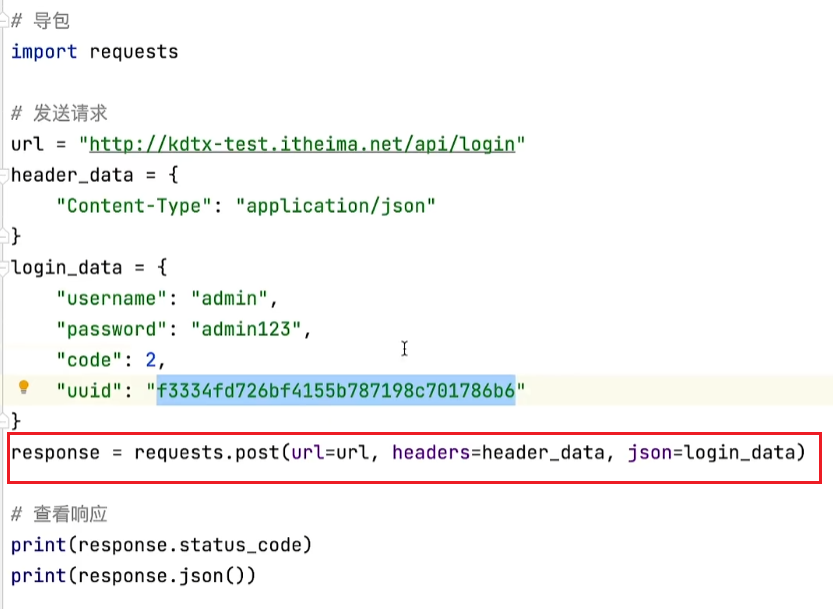 # 导包
import requests
# 发送请求
url = "http://kdtx-test.itheima.net/api/login"
header_data = {
    "Content-Type": "application/json"
}
login_data = {
    "username": "admin",
    "password": "admin123",
    "code": 2,
    "uuid": "f3334fd726bf4155b787198c701786b6"
}
response = requests.post(url=url, headers=header_data, json=login_data)
# 查看响应
print(response.status_code)
print(response.json())